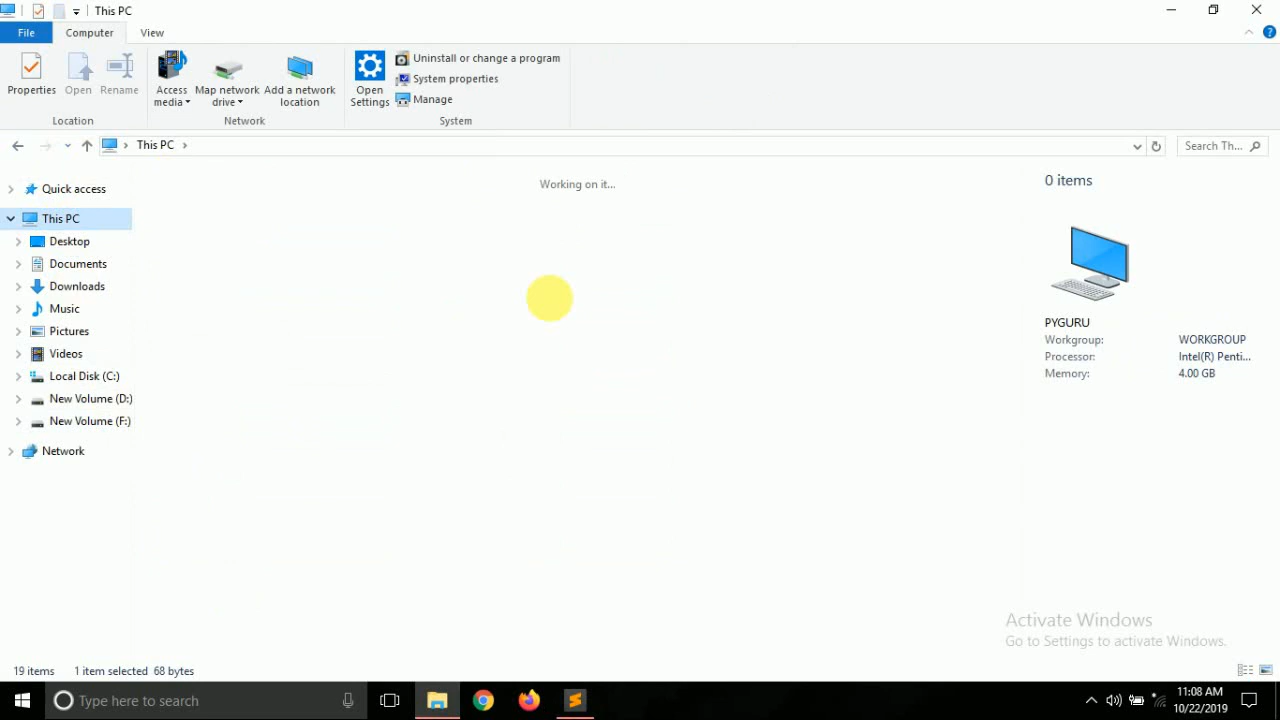 This PC
File Computer View
Properties Open Rename Access media Map network drive Add a network location Open Settings Uninstall or change a program
System properties
Manage
Location Network System
This PC Search Th...
Working on it...
0 items
Quick access
This PC
Desktop
Documents
Downloads
Music
Pictures
Videos
Local Disk (C:)
New Volume (D:)
New Volume (F:)
Network
PYGURU
Workgroup: WORKGROUP
Processor: Intel(R) Penti...
Memory: 4.00 GB
Activate Windows
Go to Settings to activate Windows.
19 items 1 item selected 68 bytes
Type here to search
11:08 AM
10/22/2019